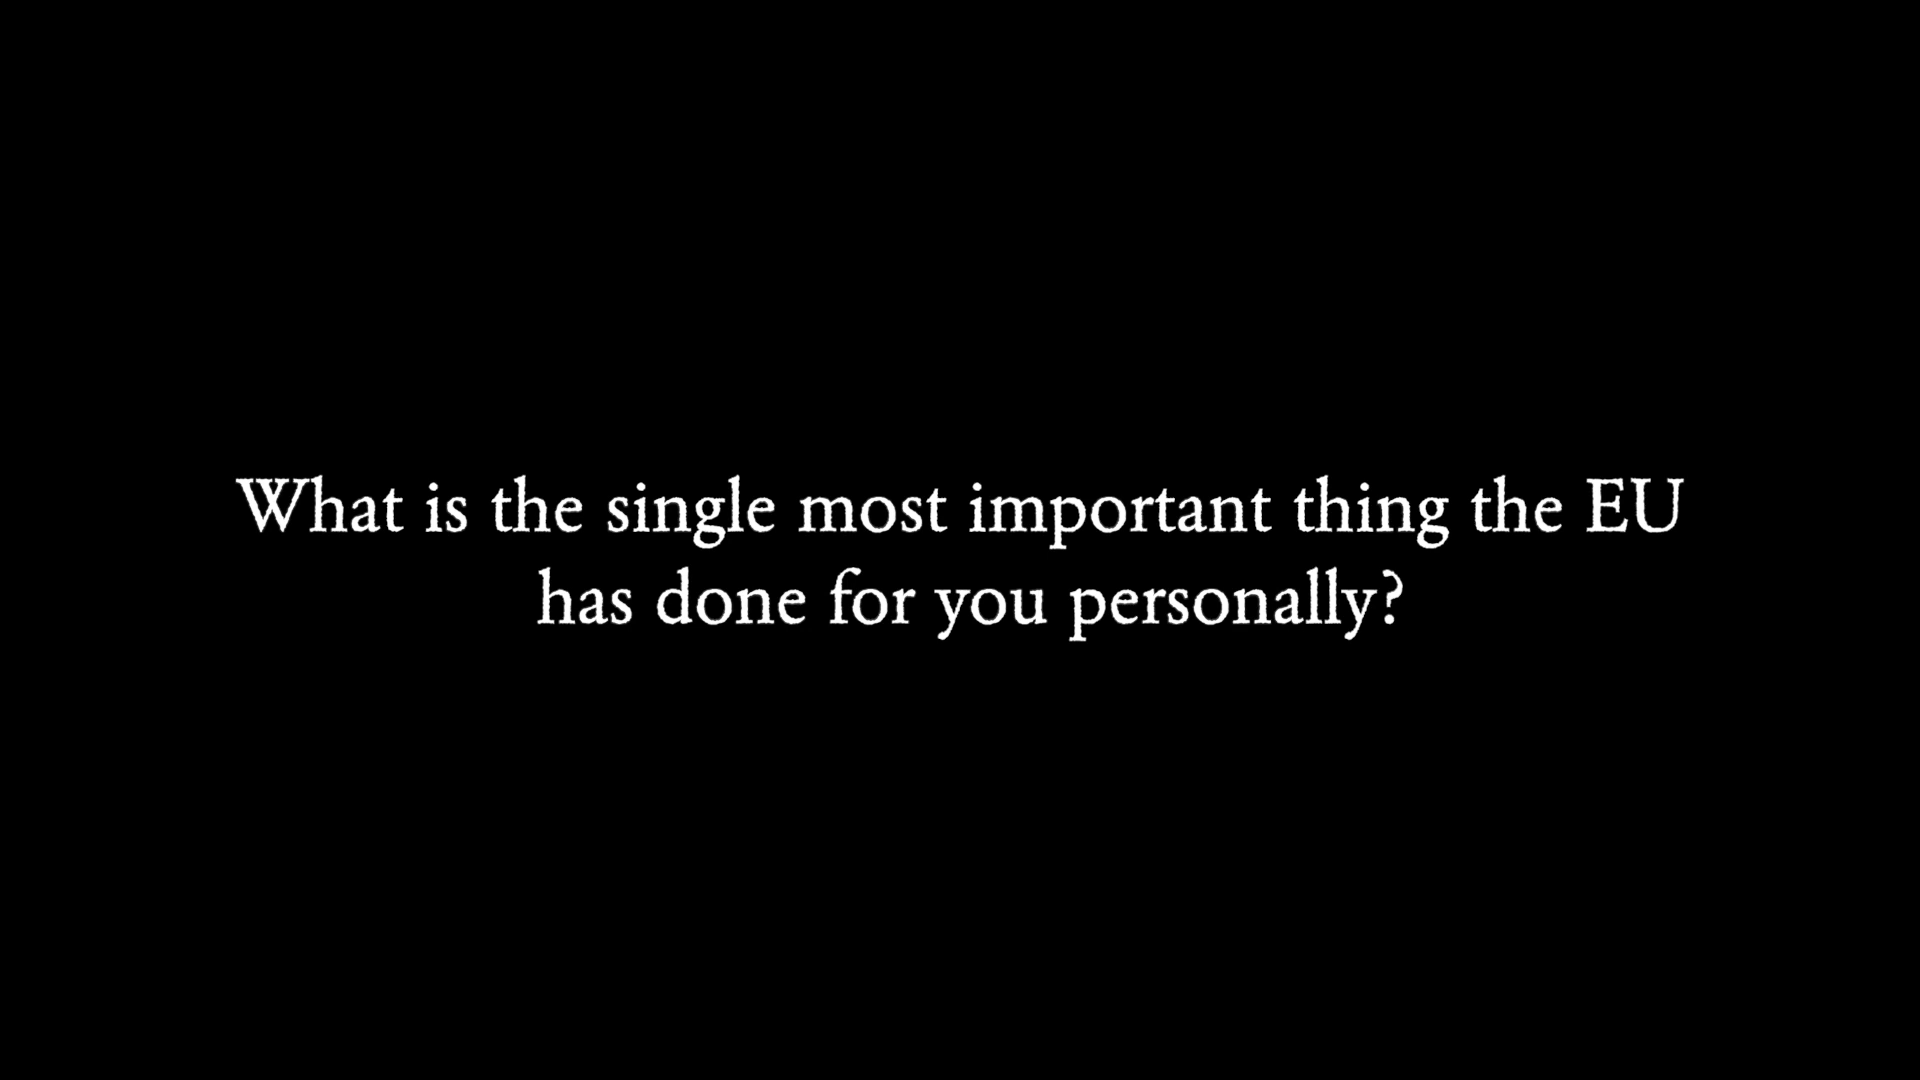 What is the single most important thing the EU
has done for you personally?